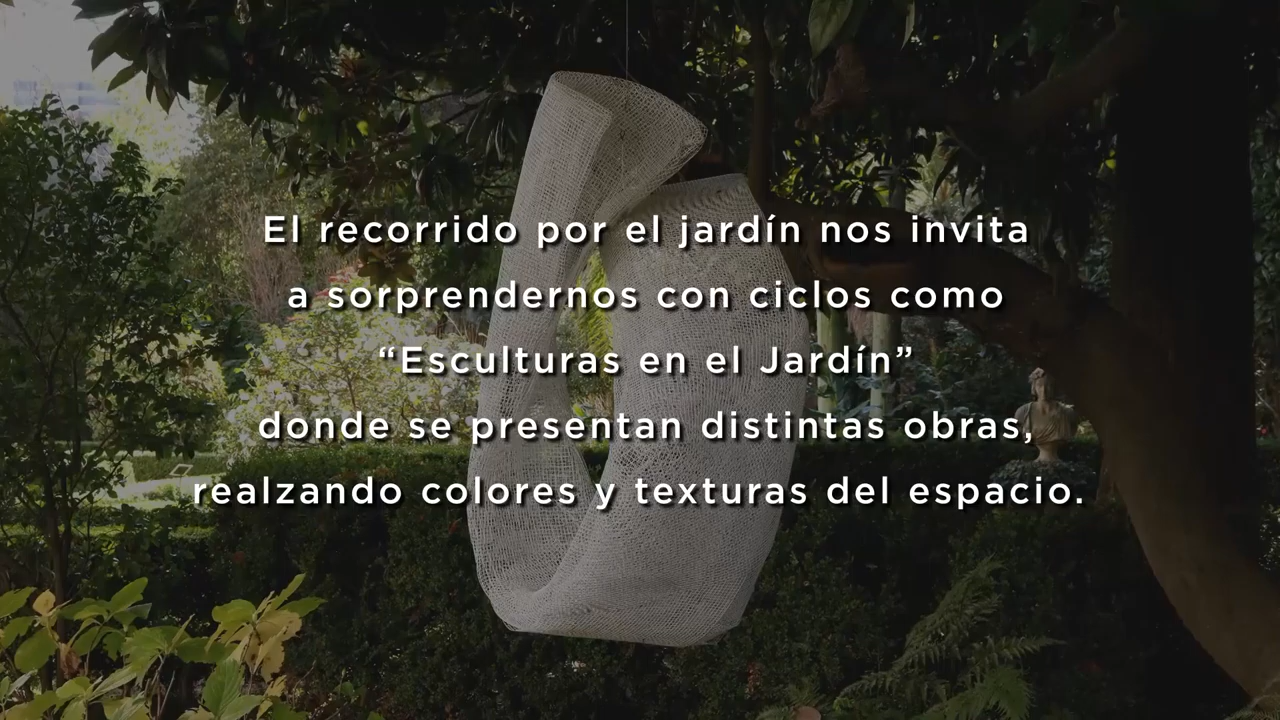 El recorrido por el jardín nos invita
a sorprendernos con ciclos como
“Esculturas en el Jardín”
donde se presentan distintas obras,
realzando colores y texturas del espacio.